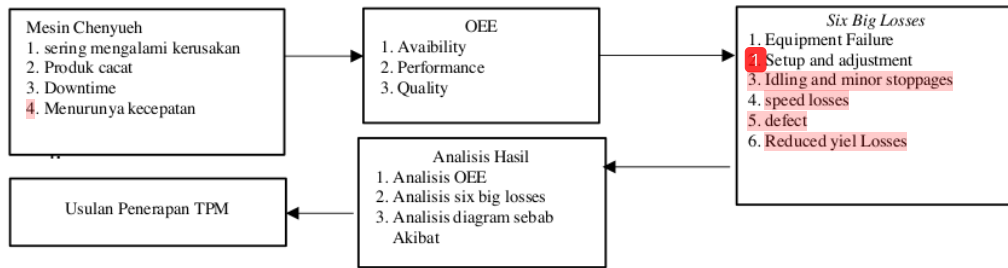 Mesin Chenyueh
1. sering mengalami kerusakan
2. Produk cacat
3. Downtime
4. Menurunya kecepatan
OEE
1. Avaibility
2. Performance
3. Quality
Six Big Losses
1. Equipment Failure
1 Setup and adjustment
3. Idling and minor stoppages
4. speed losses
5. defect
6. Reduced yiel Losses
Analisis Hasil
1. Analisis OEE
2. Analisis six big losses
3. Analisis diagram sebab
Akibat
Usulan Penerapan TPM